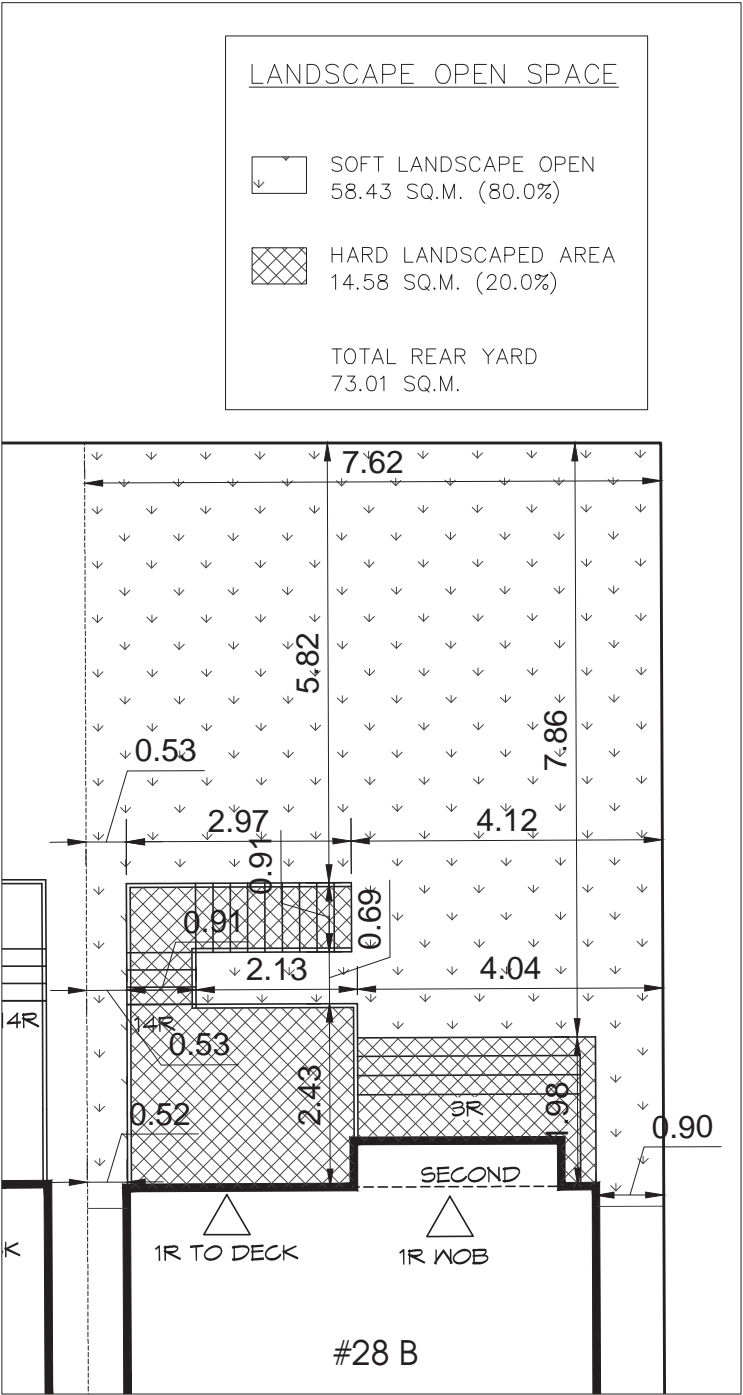 LANDSCAPE OPEN SPACE
SOFT LANDSCAPE OPEN
58.43 SQ.M. (80.0%)
HARD LANDSCAPED AREA
14.58 SQ.M. (20.0%)
TOTAL REAR YARD
73.01 SQ.M.
7.62
5.82
7.86
0.53
2.97
4.12
0.91
0.91
0.69
2.13
4.04
14R
14R
0.53
2.43
3R
1.98
0.52
0.90
SECOND
1R TO DECK
1R WOB
K
#28 B